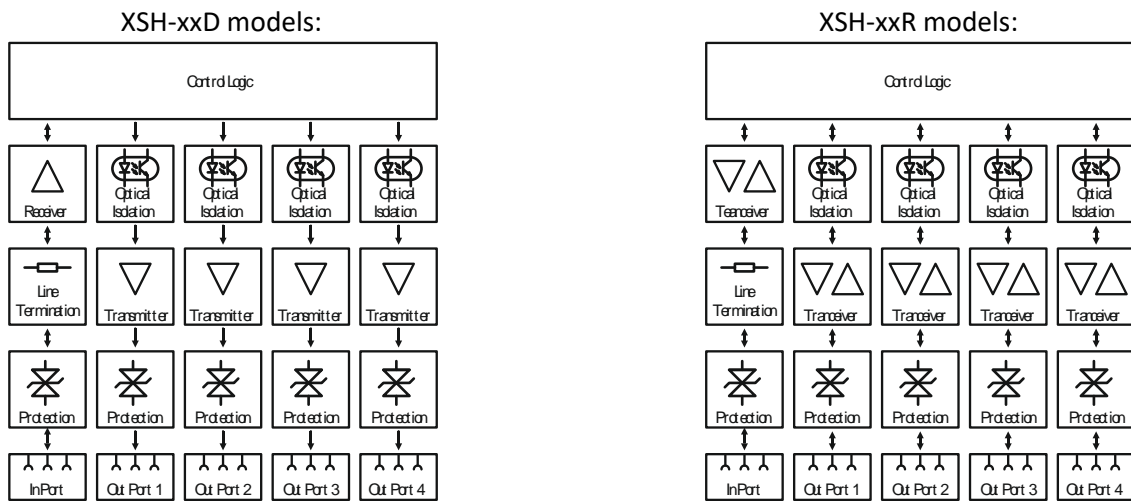 XSH-xxD models:
Control Logic
Receiver
Optical
Isolation
Optical
Isolation
Optical
Isolation
Optical
Isolation
Line
Termination
Transmitter
Transmitter
Transmitter
Transmitter
Protection
Protection
Protection
Protection
Protection
In Port
Out Port 1
Out Port 2
Out Port 3
Out Port 4
XSH-xxR models:
Control Logic
Teanceiver
Optical
Isolation
Optical
Isolation
Optical
Isolation
Optical
Isolation
Line
Termination
Tranceiver
Tranceiver
Tranceiver
Tranceiver
Protection
Protection
Protection
Protection
Protection
In Port
Out Port 1
Out Port 2
Out Port 3
Out Port 4